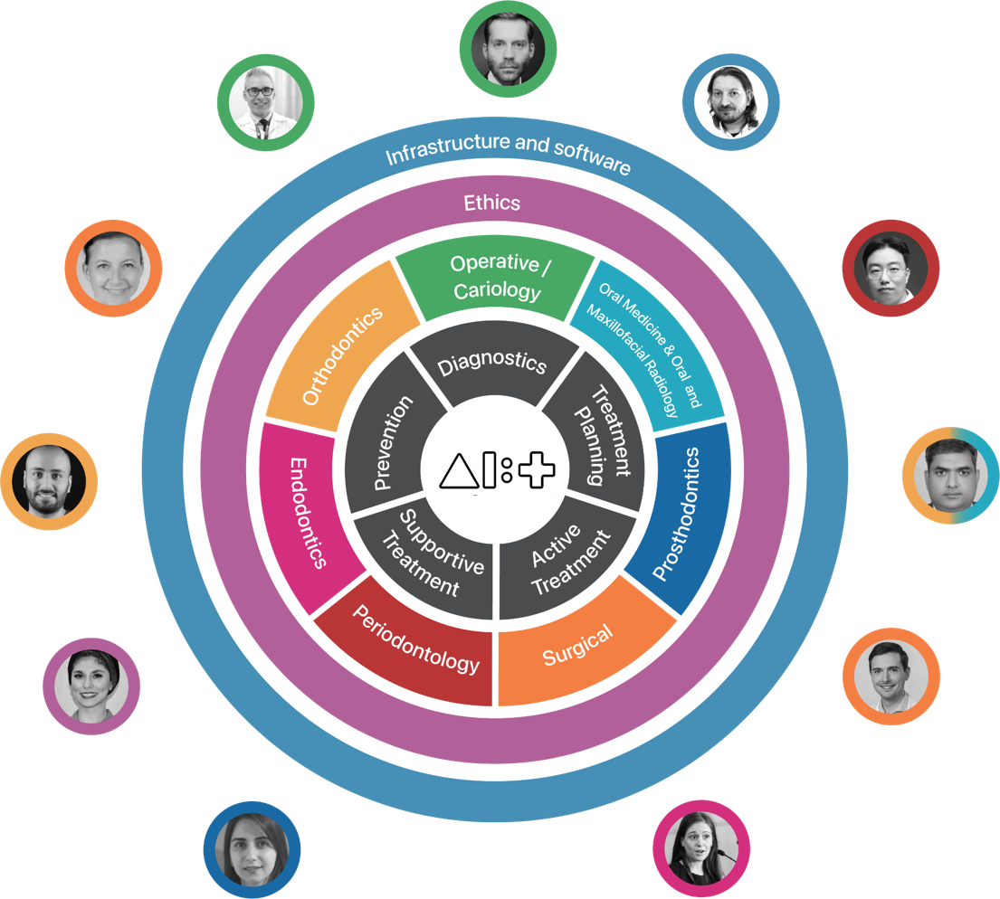 Infrastructure and software
Ethics
Operative /
Cariology
Oral Medicine & Oral and
Maxillofacial Radiology
Orthodontics
Diagnostics
Treatment
Planning
Prevention
Prosthodontics
Endodontics
Supportive
Treatment
Active
Treatment
Periodontology
Surgical